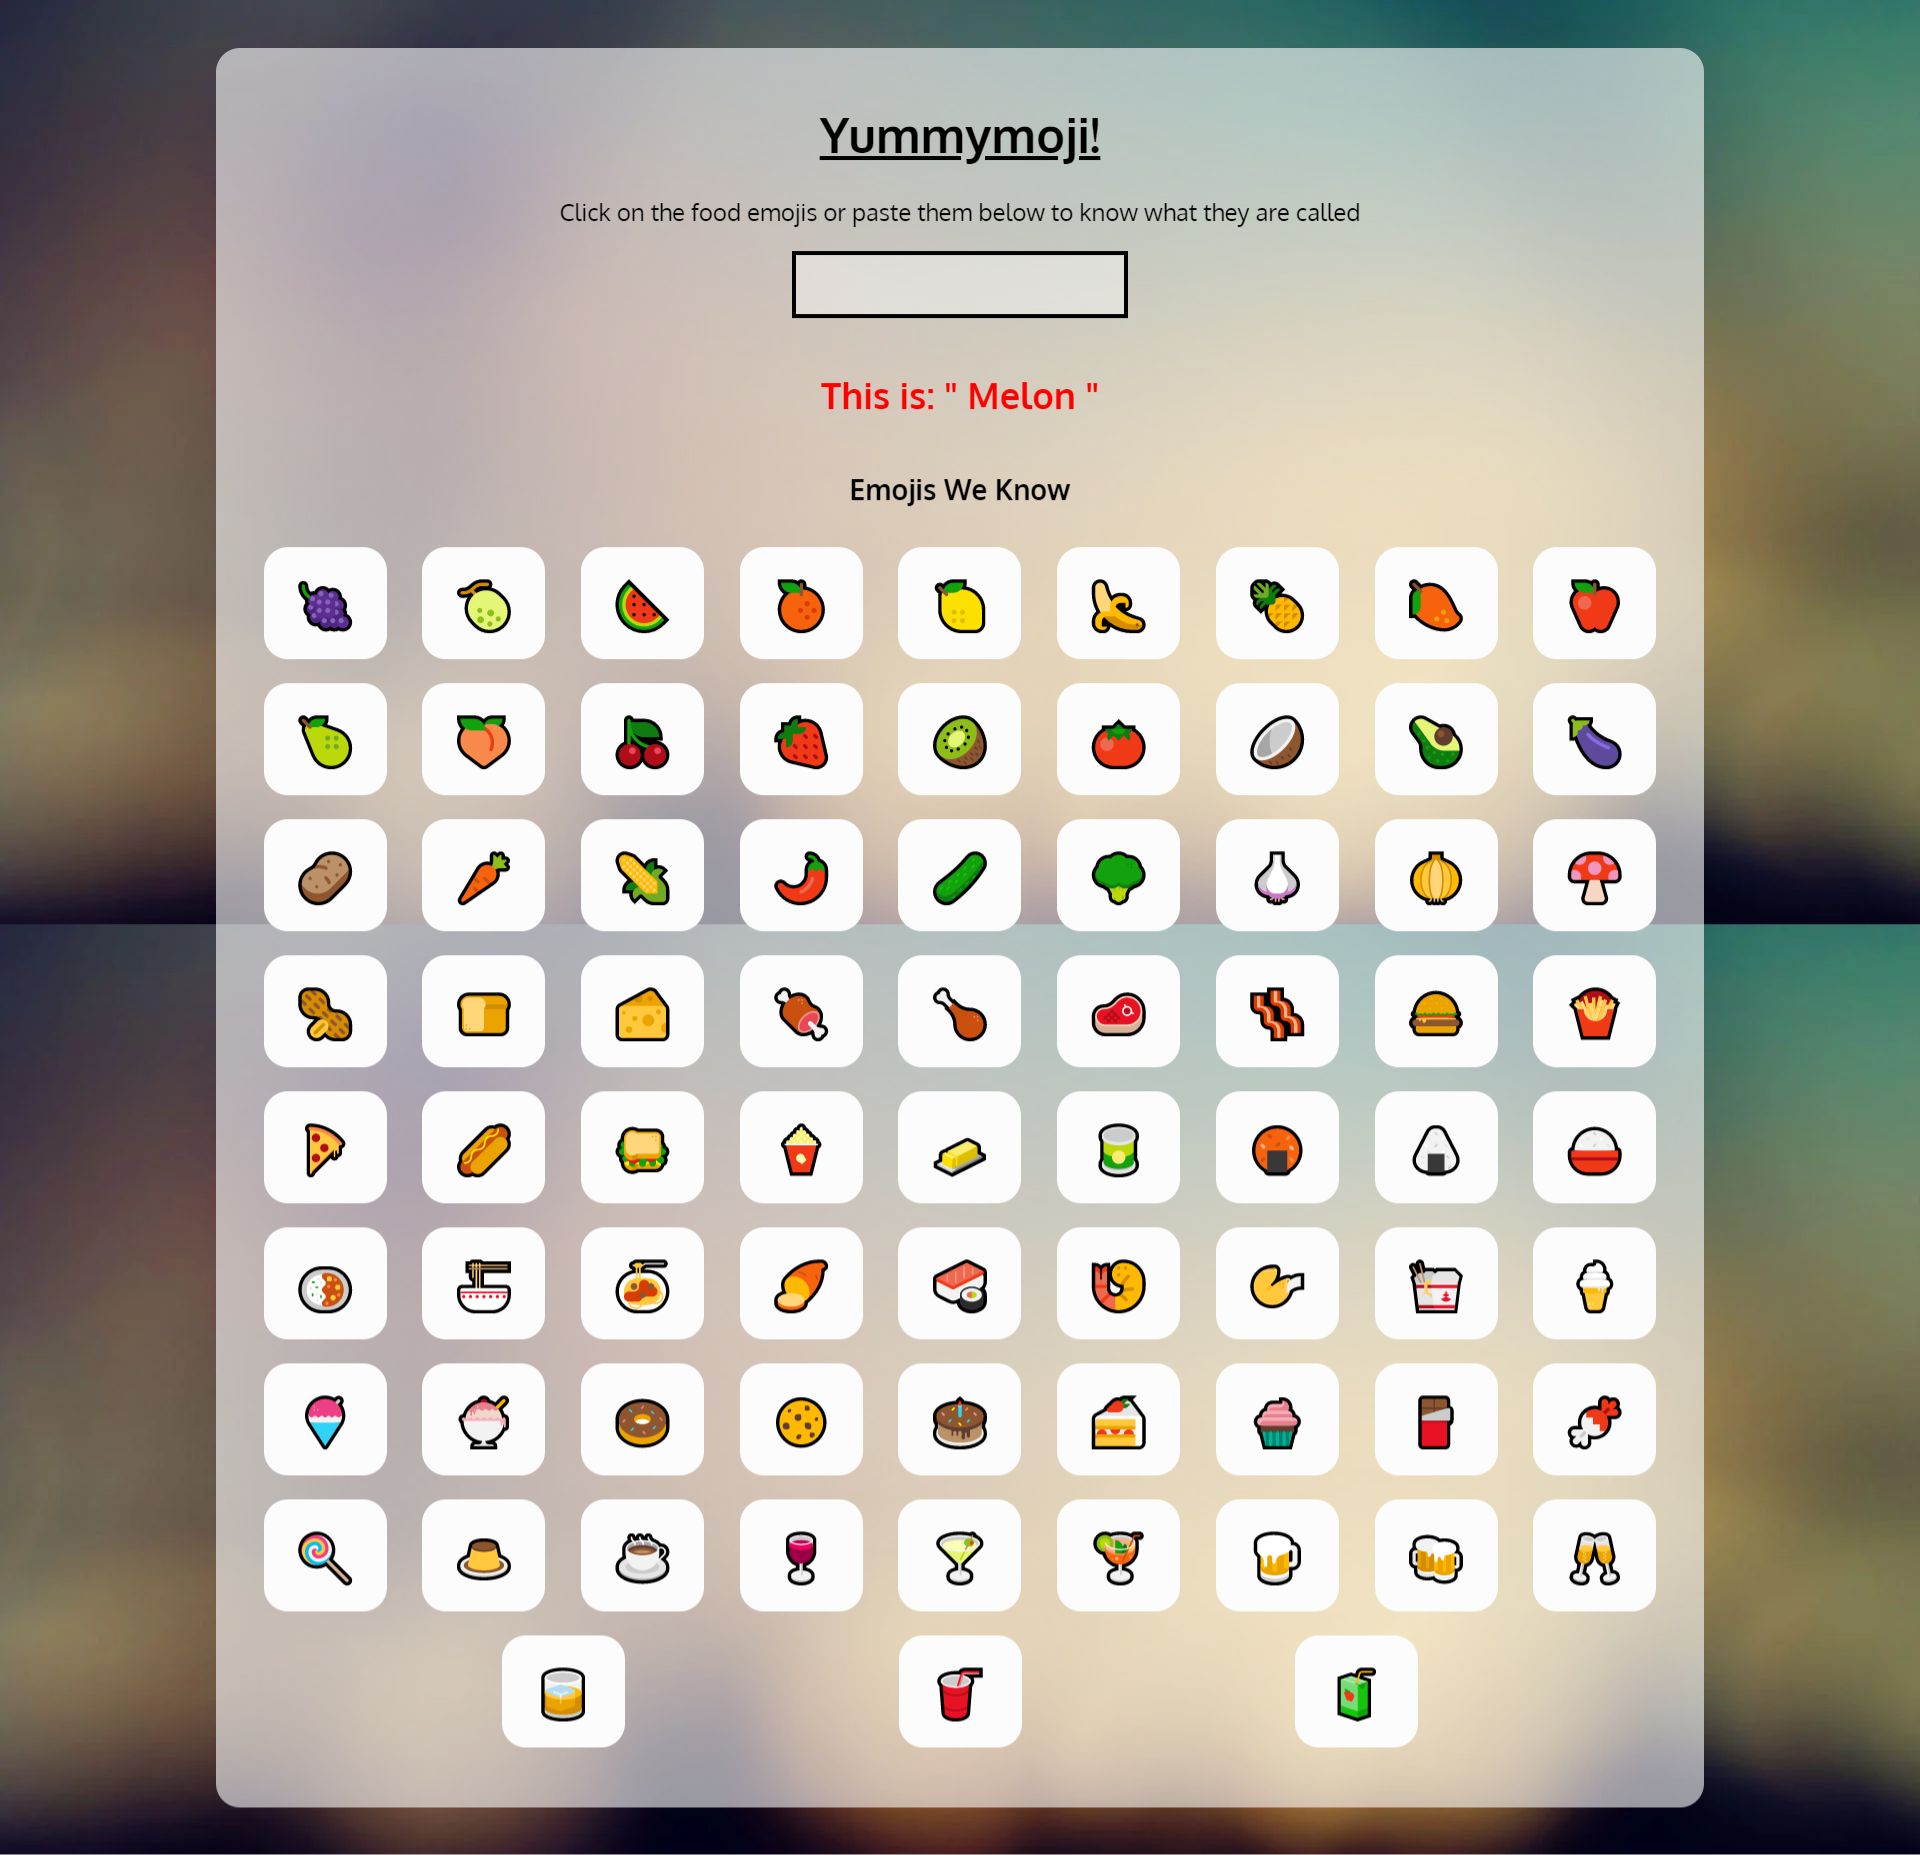 Yummymoji!
Click on the food emojis or paste them below to know what they are called
This is: " Melon "
Emojis We Know